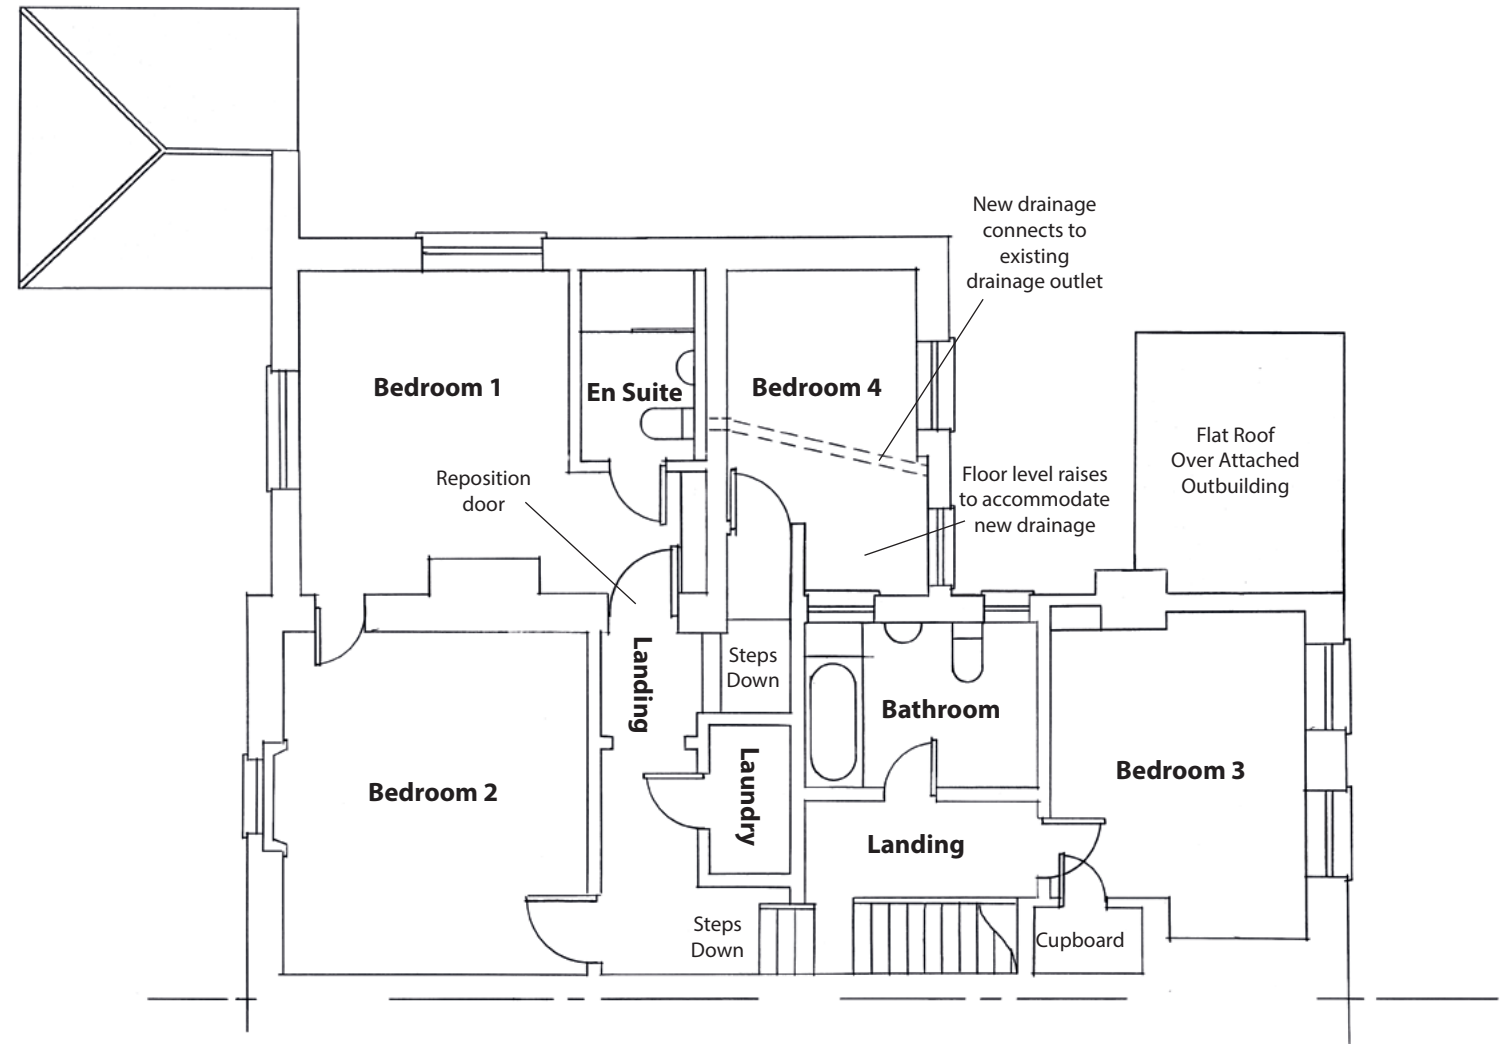 New drainage
connects to
existing
drainage outlet
Bedroom 1
En Suite
Bedroom 4
Flat Roof
Over Attached
Outbuilding
Reposition
door
Floor level raises
to accommodate
new drainage
Landing
Steps
Down
Bathroom
Bedroom 3
Bedroom 2
Laundry
Landing
Steps
Down
Cupboard